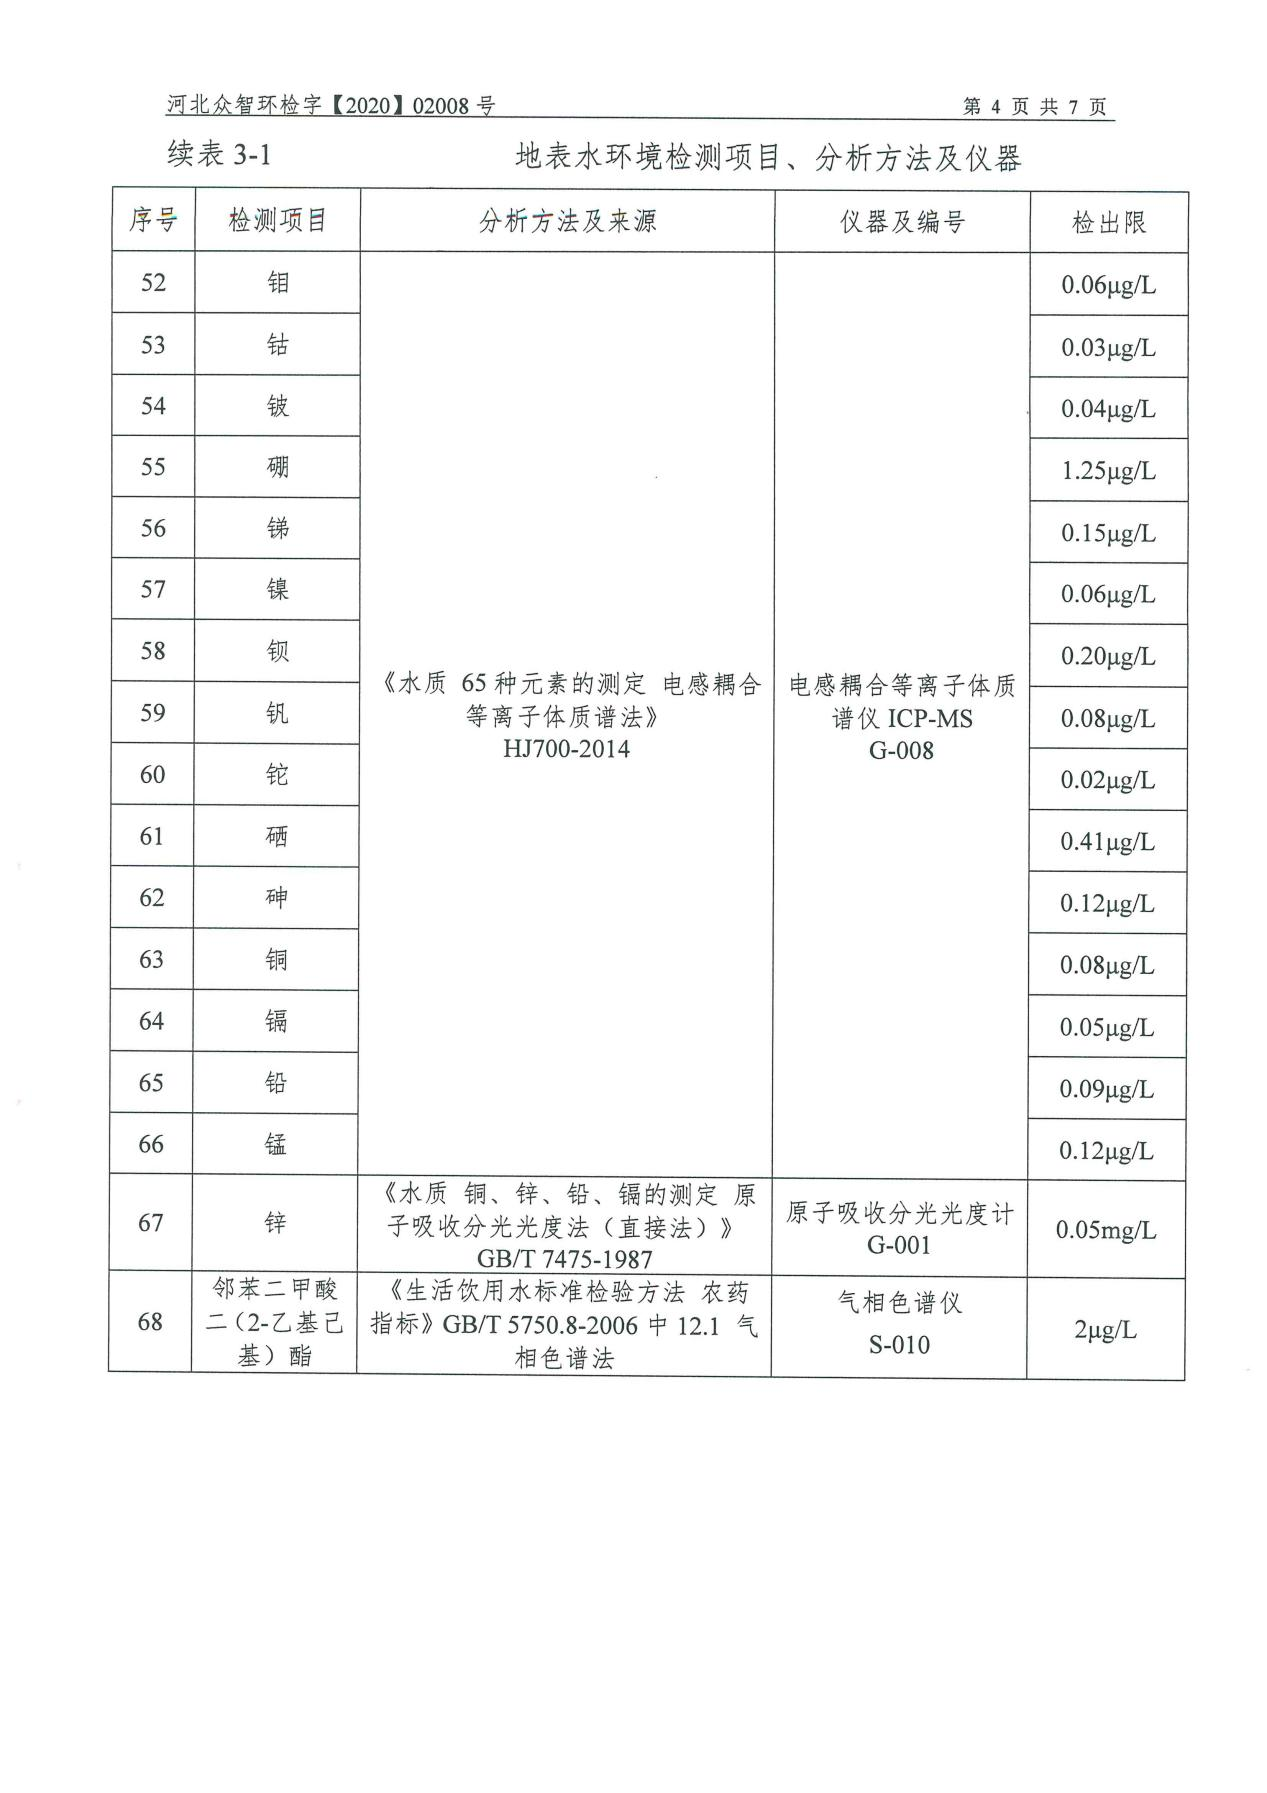 河北众智环检字【2020】02008号 第 4 页 共 7 页
续表 3-1 地表水环境检测项目、分析方法及仪器
序号 检测项目 分析方法及来源 仪器及编号 检出限
52 钼 0.06μg/L
53 钴 0.03μg/L
54 铍 0.04μg/L
55 硼 1.25μg/L
56 锑 0.15μg/L
57 镍 0.06μg/L
58 钡 0.20μg/L
《水质 65种元素的测定 电感耦合
等离子体质谱法》
HJ700-2014
电感耦合等离子体质
谱仪 ICP-MS
G-008
59 钒 0.08μg/L
60 铊 0.02μg/L
61 硒 0.41μg/L
62 砷 0.12μg/L
63 铜 0.08μg/L
64 镉 0.05μg/L
65 铅 0.09μg/L
66 锰 0.12μg/L
67 锌
《水质 铜、锌、铅、镉的测定 原
子吸收分光光度法（直接法）》
GB/T 7475-1987
原子吸收分光光度计
G-001
0.05mg/L
68
邻苯二甲酸
二（2-乙基己
基）酯
《生活饮用水标准检验方法 农药
指标》GB/T 5750.8-2006 中 12.1 气
相色谱法
气相色谱仪
S-010
2μg/L